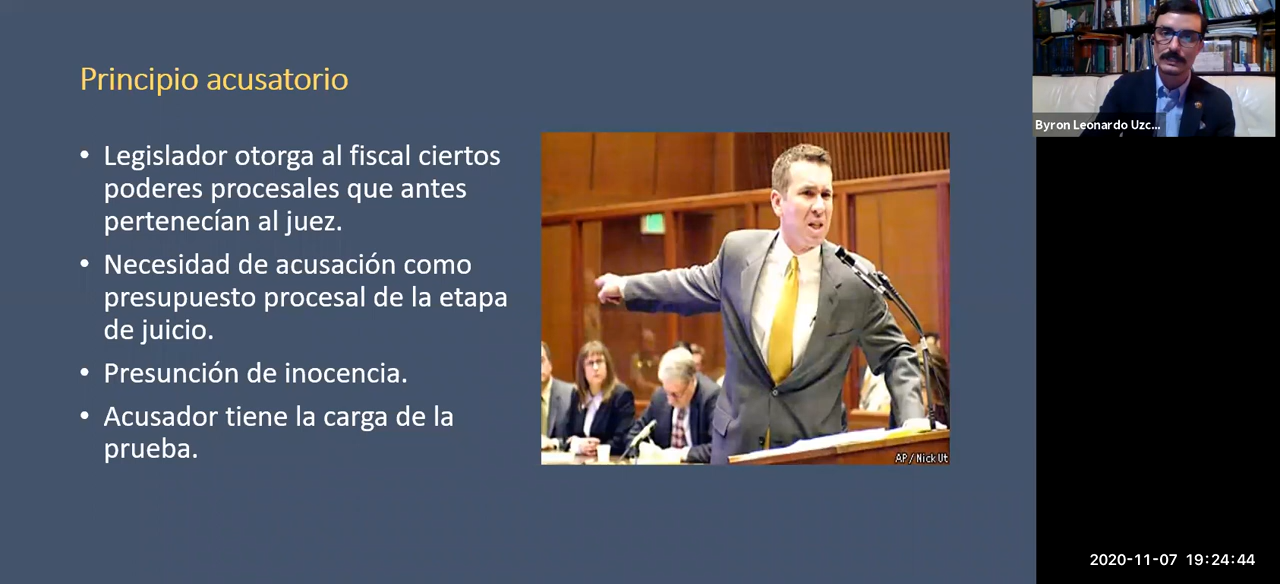 Principio acusatorio
• Legislador otorga al fiscal ciertos
poderes procesales que antes
pertenecían al juez.
• Necesidad de acusación como
presupuesto procesal de la etapa
de juicio.
• Presunción de inocencia.
• Acusador tiene la carga de la
prueba.
AP / Nick Ut
Byron Leonardo Uzc...
2020-11-07 19:24:44